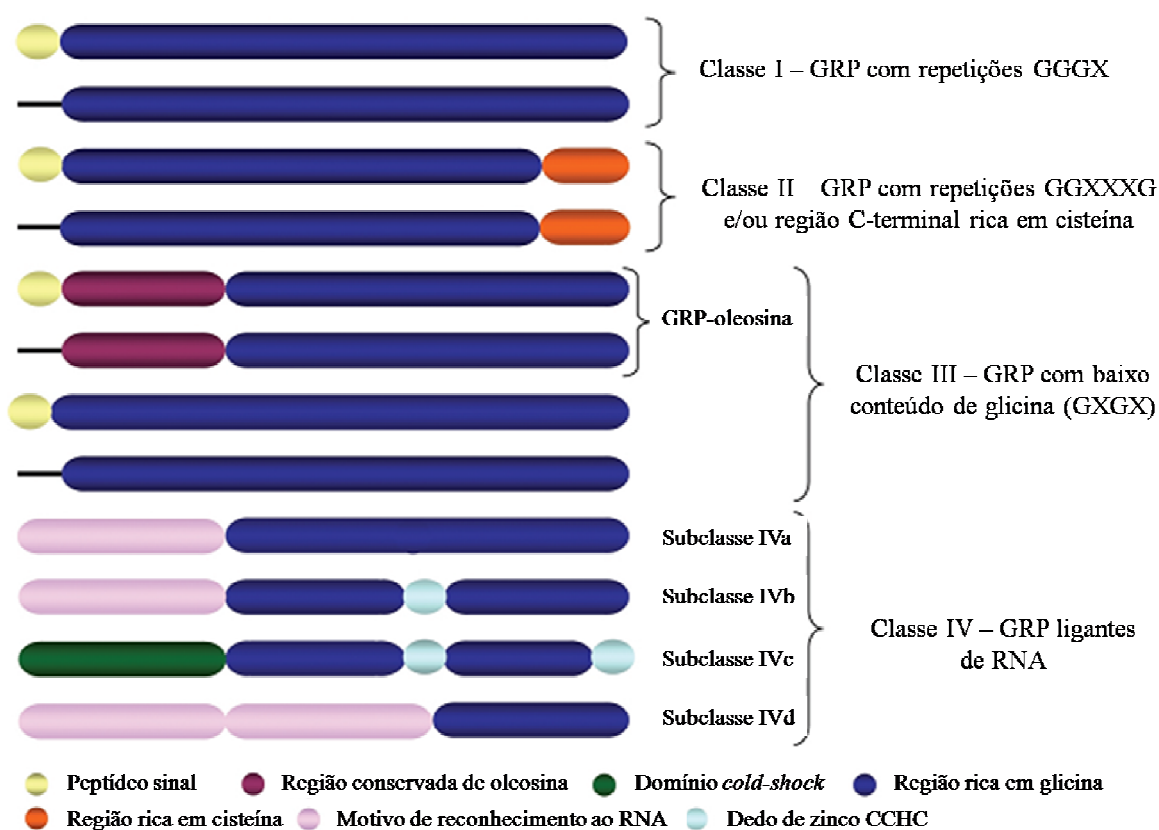 Classe I – GRP com repetições GGGX
Classe II GRP com repetições GGXXXG
e/ou região C-terminal rica em cisteína
GRP-oleosina
Classe III – GRP com baixo
conteúdo de glicina (GXGX)
Subclasse IVa
Subclasse IVb
Subclasse IVc
Subclasse IVd
Classe IV – GRP ligantes
de RNA
Peptídeo sinal
Região conservada de oleosina
Domínio cold-shock
Região rica em glicina
Região rica em cisteína
Motivo de reconhecimento ao RNA
Dedo de zinco CCHC